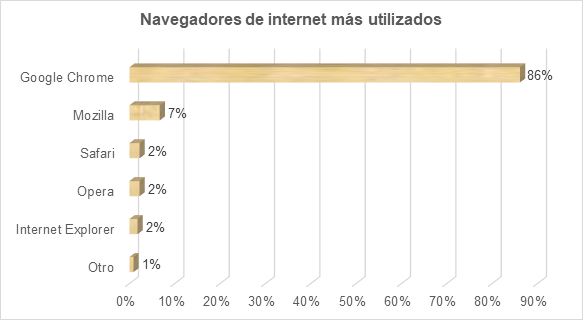 Navegadores de internet más utilizados
Google Chrome 86%
Mozilla 7%
Safari 2%
Opera 2%
Internet Explorer 2%
Otro 1%
0% 10% 20% 30% 40% 50% 60% 70% 80% 90%